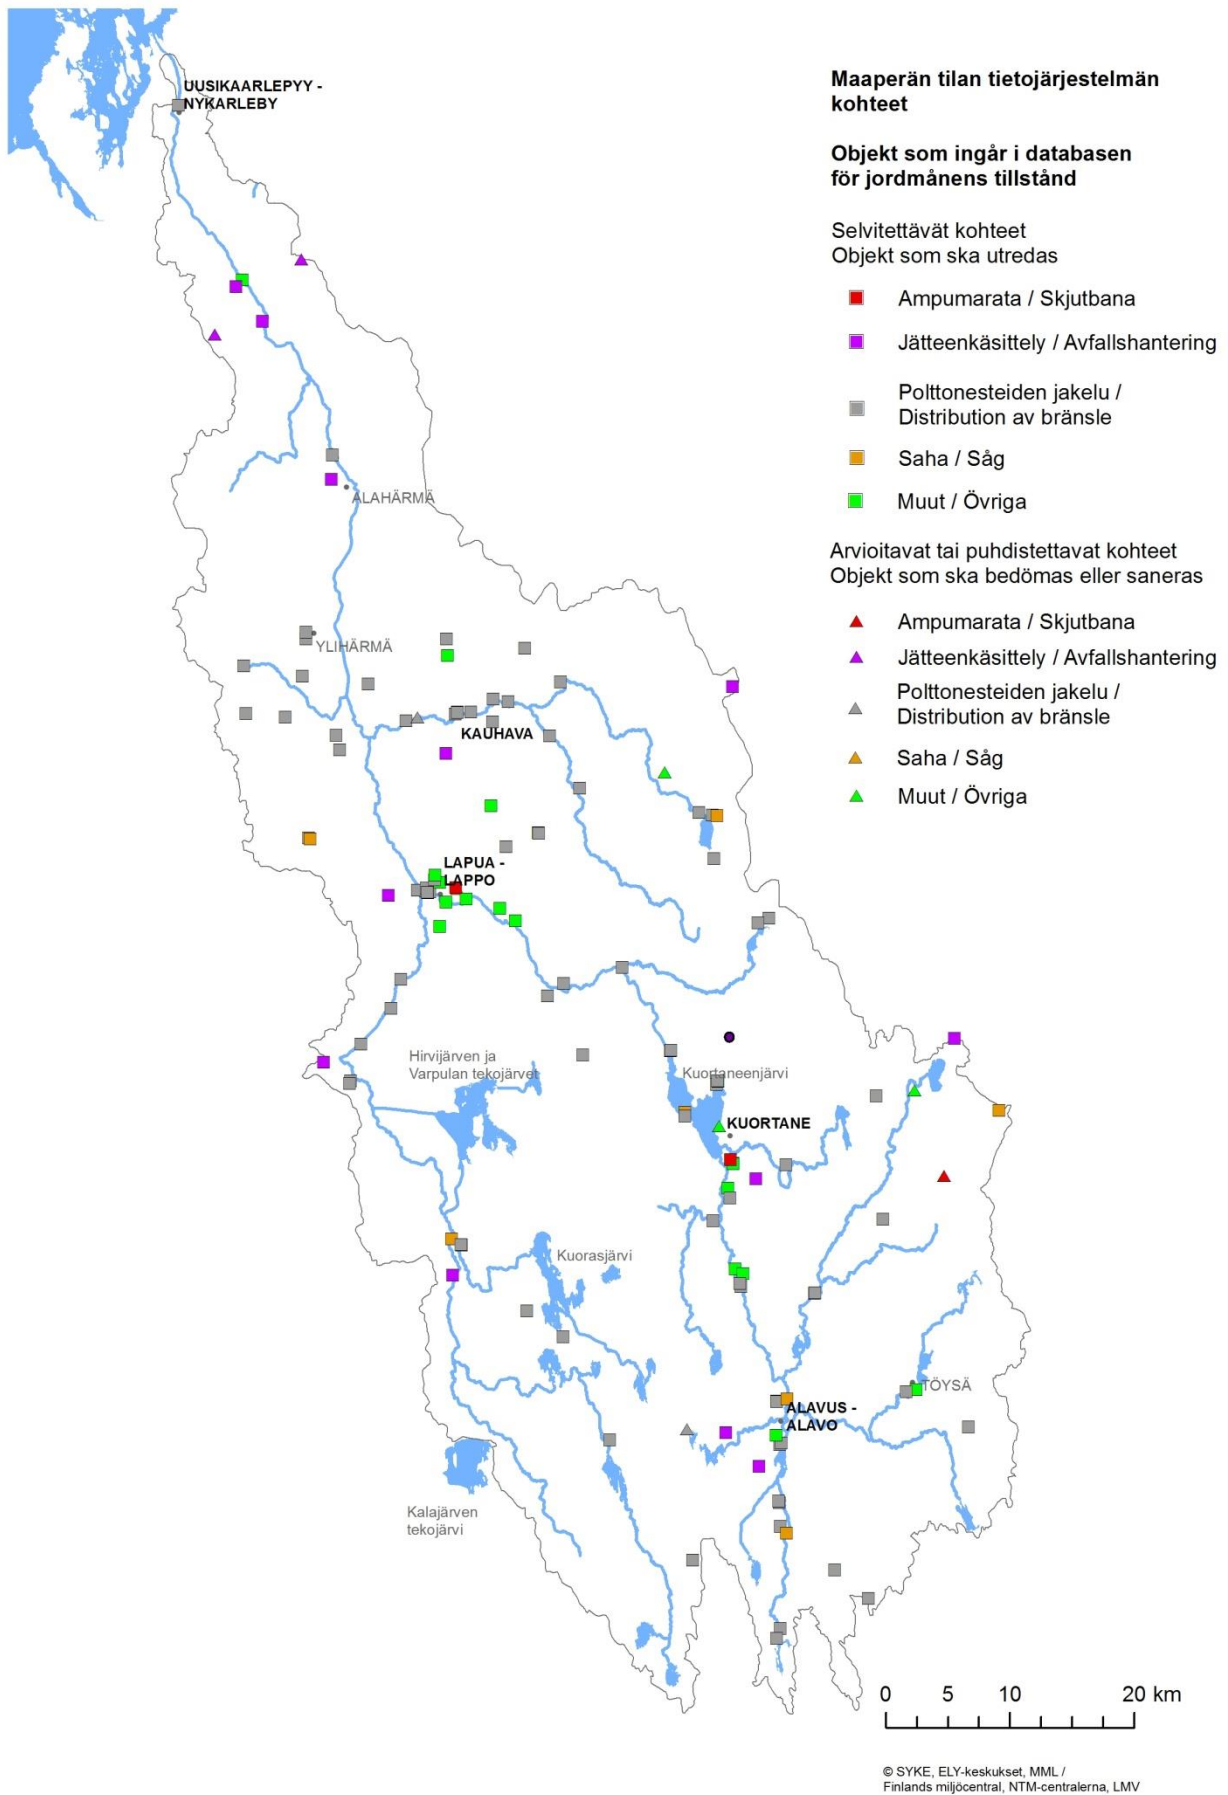 UUSIKAARLEPYY -
NYKARLEBY
Maaperän tilan tietojärjestelmän
kohteet
Objekt som ingår i databasen
för jordmånens tillstånd
Selvitettävät kohteet
Objekt som ska utredas
Ampumarata / Skjutbana
Jätteenkäsittely / Avfallshantering
Polttonesteiden jakelu /
Distribution av bränsle
Saha / Såg
Muut / Övriga
Arvioitavat tai puhdistettavat kohteet
Objekt som ska bedömas eller saneras
Ampumarata / Skjutbana
Jätteenkäsittely / Avfallshantering
Polttonesteiden jakelu /
Distribution av bränsle
Saha / Såg
Muut / Övriga
ALAHÄRMÄ
YLIHÄRMÄ
KAUHAVA
LAPUA -
LAPPO
Hirvijärven ja
Varpulan tekojärvet
Kuortaneenjärvi
KUORTANE
Kuorasjärvi
TÖYSÄ
ALAVUS -
ALAVO
Kalajärven
tekojärvi
0 5 10 20 km
© SYKE, ELY-keskukset, MML /
Finlands miljöcentral, NTM-centralerna, LMV